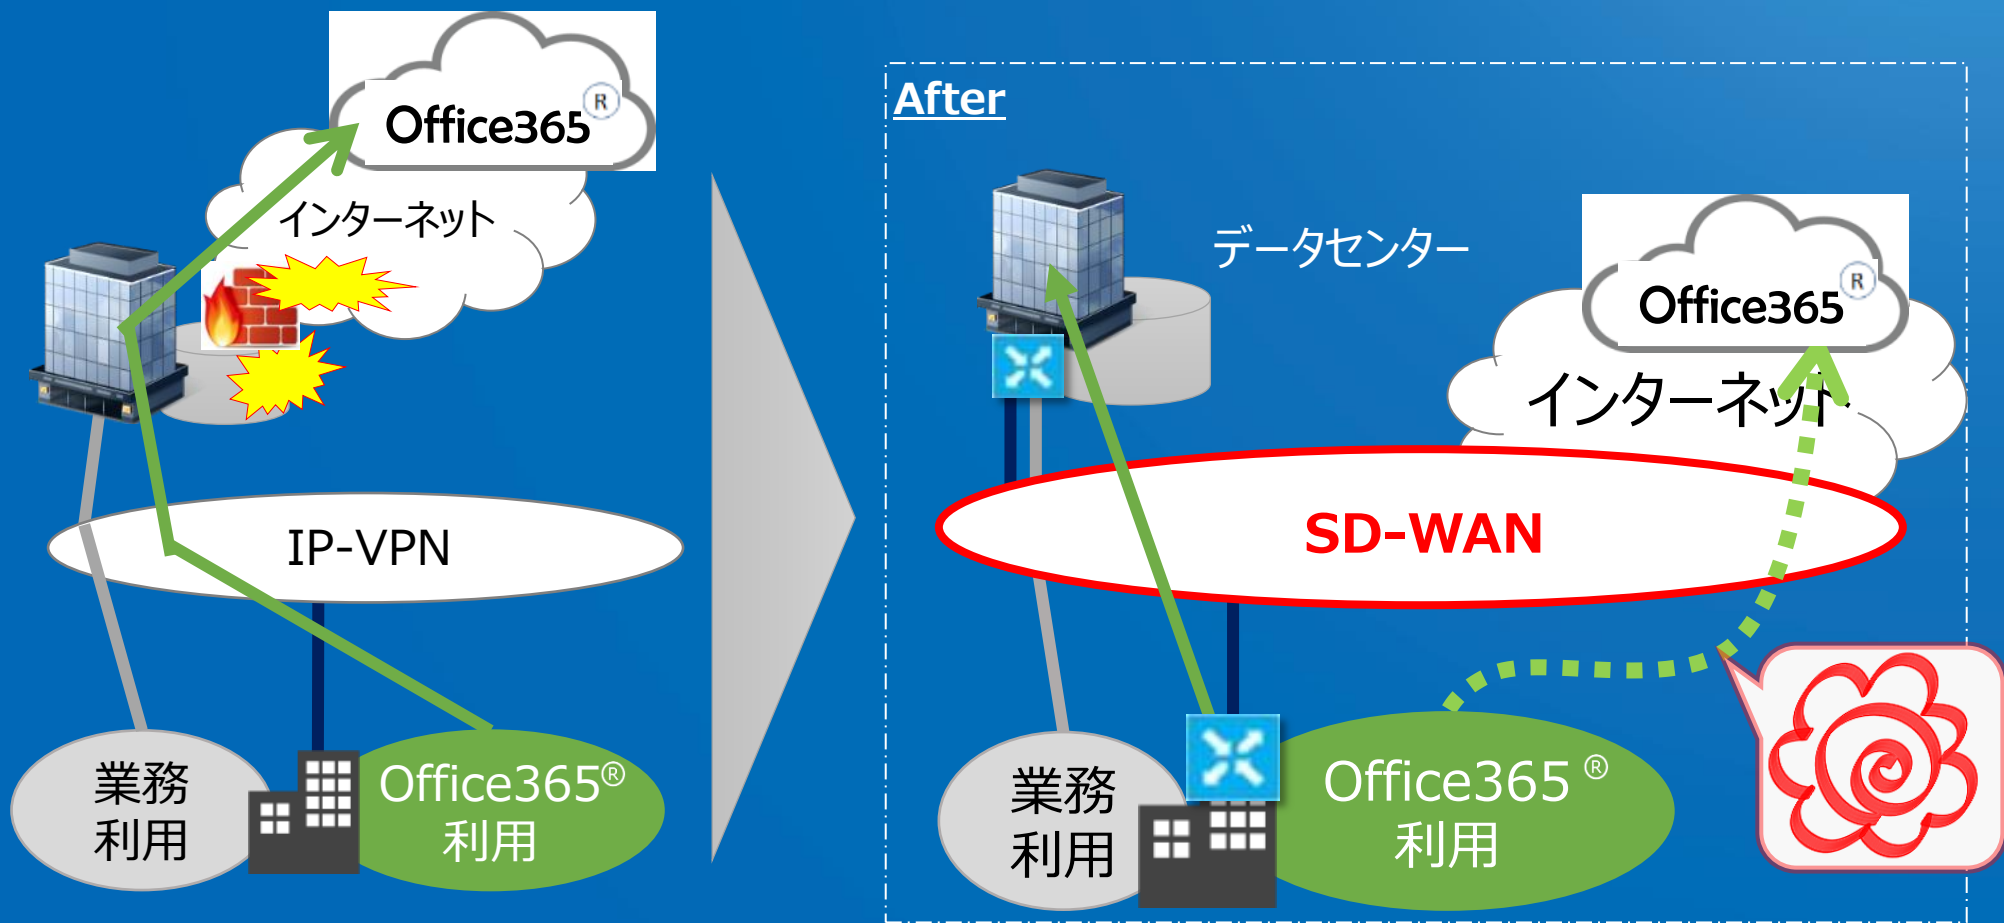 Office365®
インターネット
IP-VPN
業務
利用
Office365®
利用
After
データセンター
Office365®
インターネット
SD-WAN
業務
利用
Office365®
利用